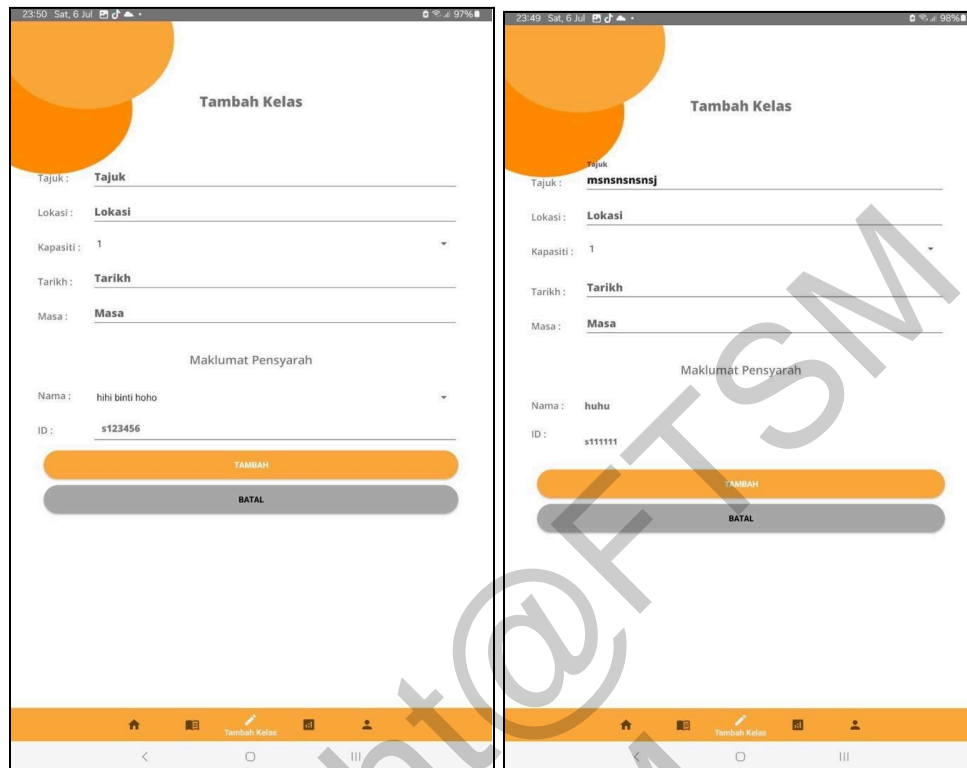 23:50 Sat, 6 Jul
97%
Tambah Kelas
Tajuk : Tajuk
Lokasi : Lokasi
Kapasiti : 1
Tarikh : Tarikh
Masa : Masa
Maklumat Pensyarah
Nama : hihi binti hoho
ID : s123456
TAMBAH
BATAL
Tambah Kelas
23:49 Sat, 6 Jul
98%
Tambah Kelas
Tajuk
Tajuk : msnsnsnsnsj
Lokasi : Lokasi
Kapasiti : 1
Tarikh : Tarikh
Masa : Masa
Maklumat Pensyarah
Nama : huhu
ID : s111111
TAMBAH
BATAL
Tambah Kelas
ht@FTSM